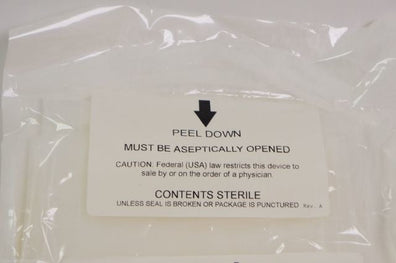 PEEL DOWN
MUST BE ASEPTICALLY OPENED
CAUTION: Federal (USA) law restricts this device to
sale by or on the order of a physician.
CONTENTS STERILE
UNLESS SEAL IS BROKEN OR PACKAGE IS PUNCTURED Rev. A